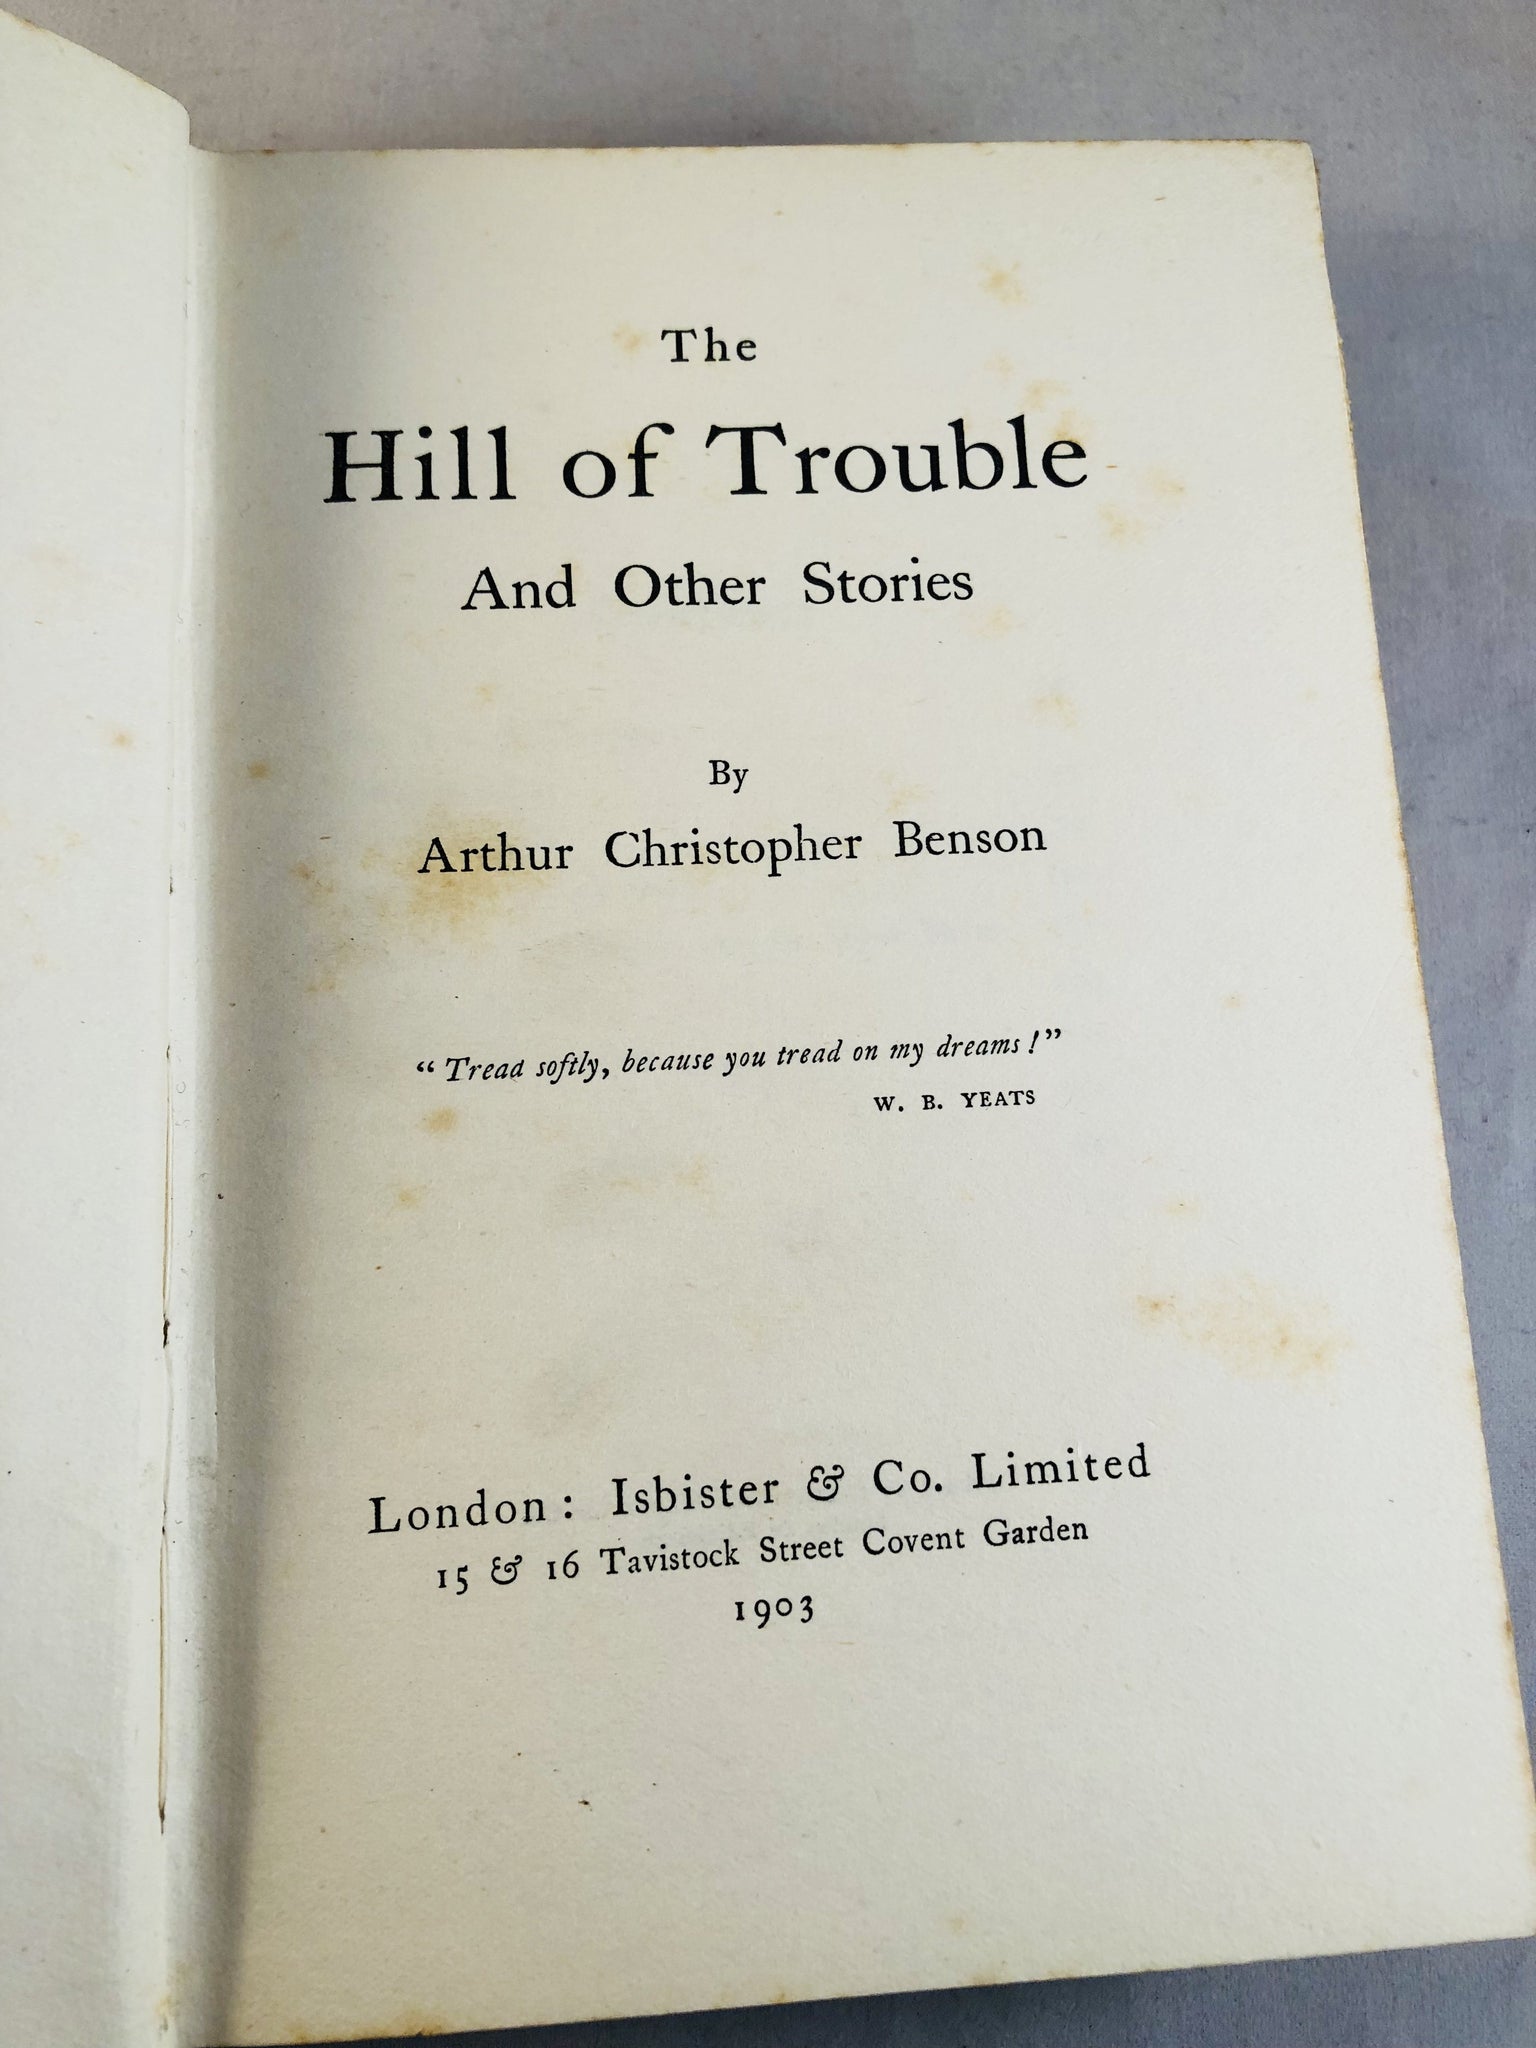 The
Hill of Trouble
And Other Stories
By
Arthur Christopher Benson
“Tread softly, because you tread on my dreams!”
W. B. YEATS
London: Isbister & Co. Limited
15 & 16 Tavistock Street Covent Garden
1903